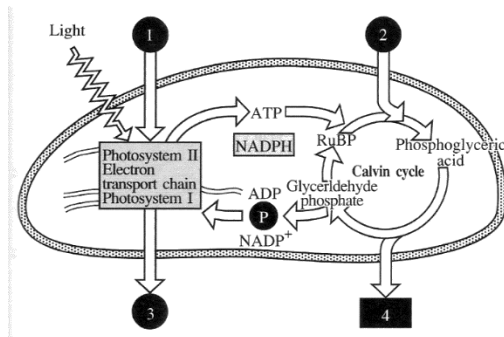 Light
1
2
ATP
NADPH
RuBP
Phosphoglyceric
acid
Photosystem II
Electron
transport chain
Photosystem I
Calvin cycle
ADP
P
NADP+
Glyceridehyde
phosphate
3
4